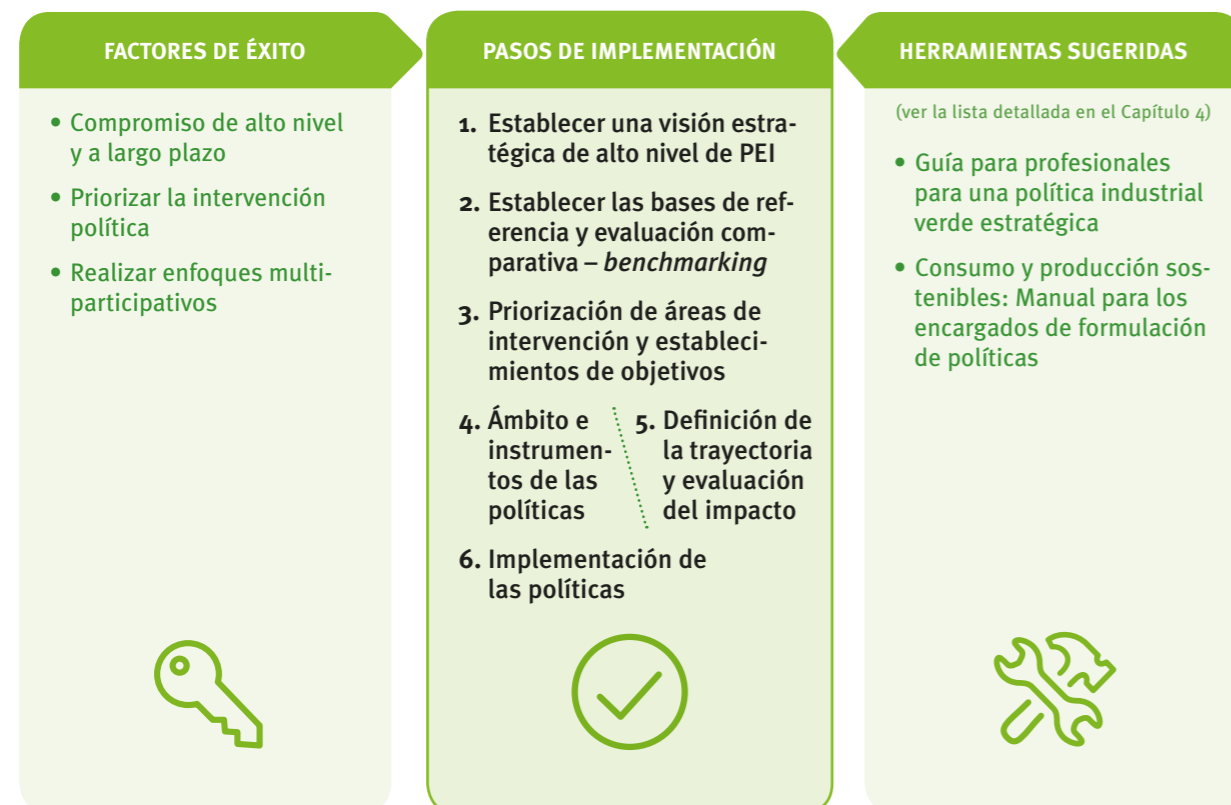 FACTORES DE ÉXITO
• Compromiso de alto nivel
y a largo plazo
• Priorizar la intervención
política
• Realizar enfoques multi-
participativos
PASOS DE IMPLEMENTACIÓN
1. Establecer una visión estra-
tégica de alto nivel de PEI
2. Establecer las bases de ref-
erencia y evaluación com-
parativa – benchmarking
3. Priorización de áreas de
intervención y estableci-
mientos de objetivos
4. Ámbito e
instrumen-
tos de las
políticas
5. Definición de
la trayectoria
y evaluación
del impacto
6. Implementación de
las políticas
HERRAMIENTAS SUGERIDAS
(ver la lista detallada en el Capítulo 4)
• Guía para profesionales
para una política industrial
verde estratégica
• Consumo y producción sos-
tenibles: Manual para los
encargados de formulación
de políticas